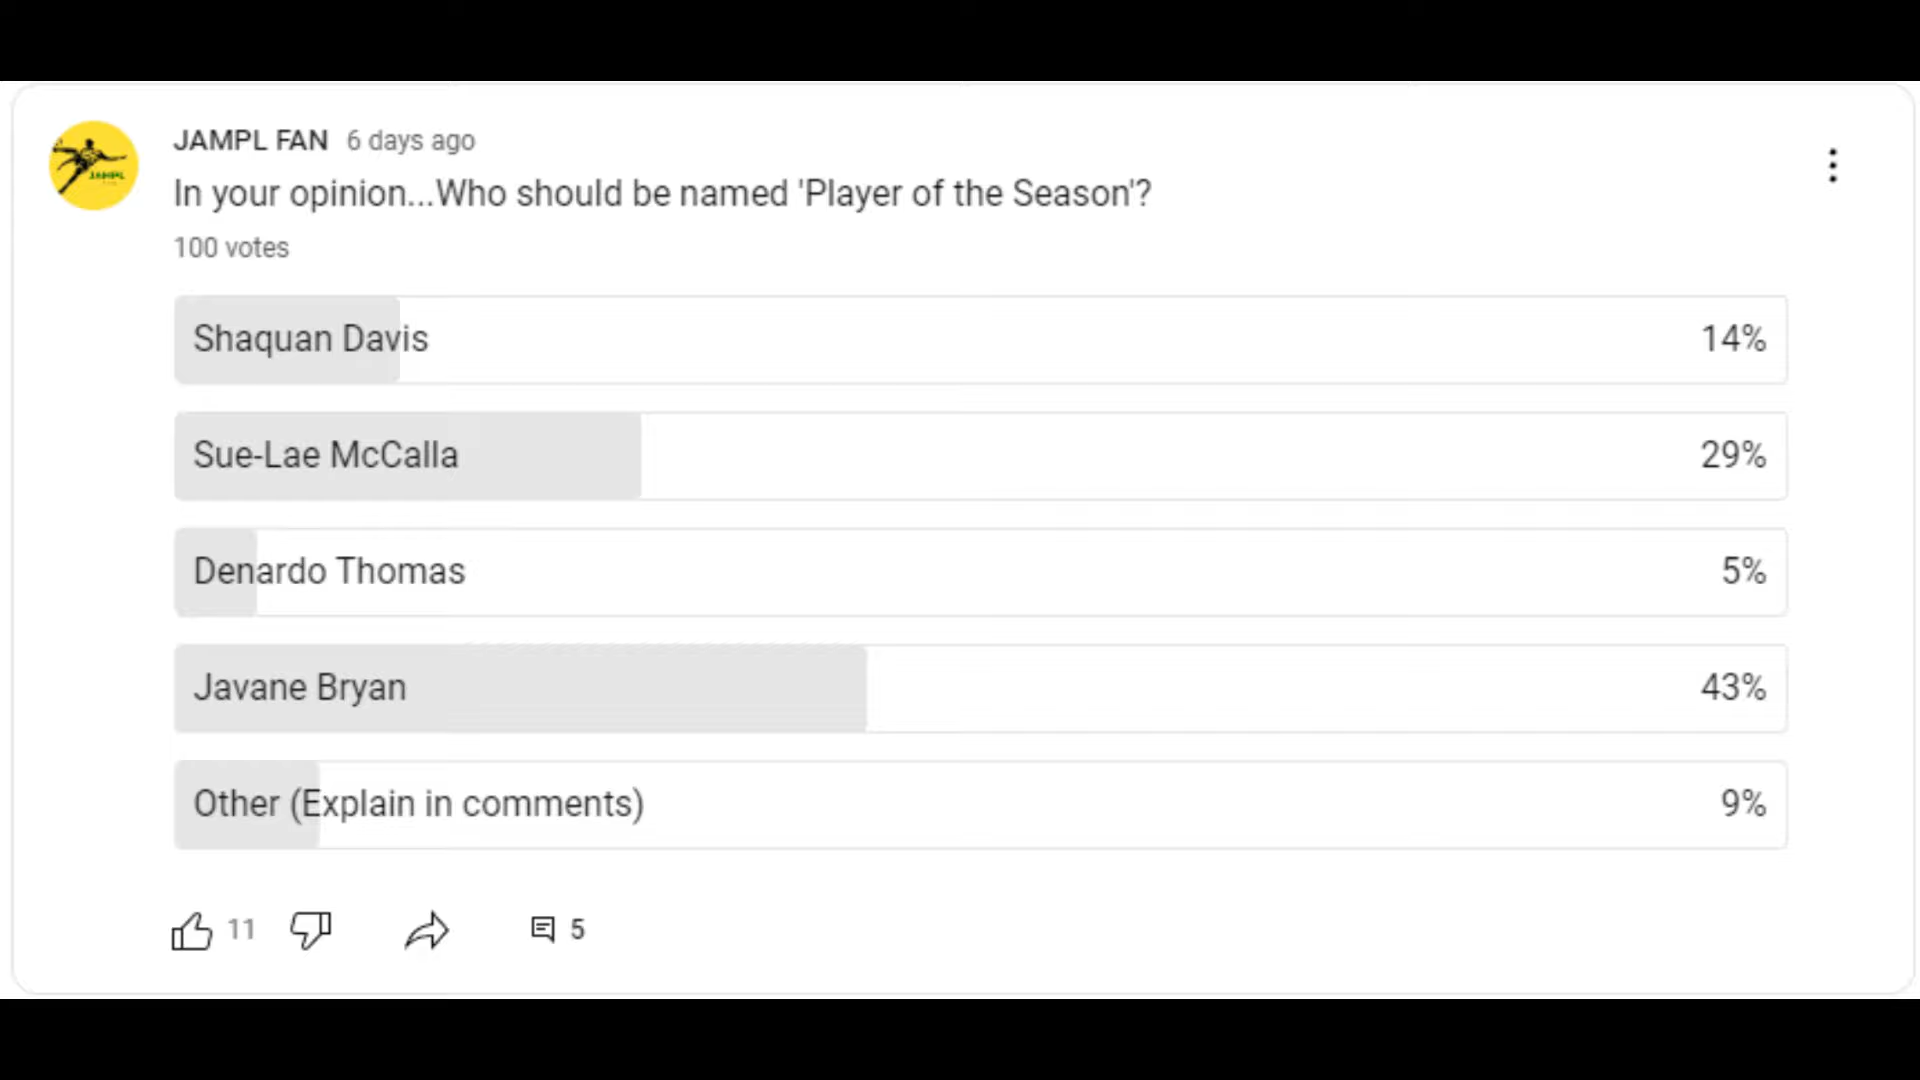 JAMPL FAN 6 days ago
JAMPL
In your opinion...Who should be named 'Player of the Season'?
100 votes
Shaquan Davis 14%
Sue-Lae McCalla 29%
Denardo Thomas 5%
Javane Bryan 43%
Other (Explain in comments) 9%
11 5